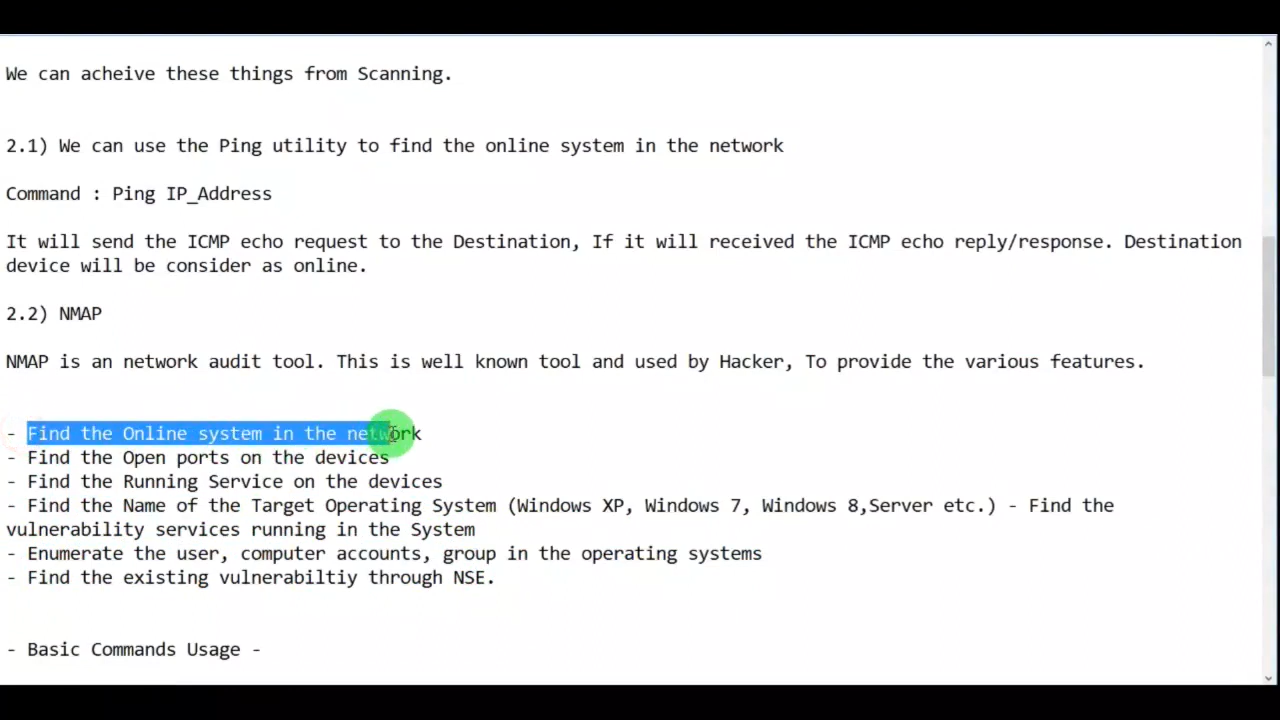 We can acheive these things from Scanning.
2.1) We can use the Ping utility to find the online system in the network
Command : Ping IP_Address
It will send the ICMP echo request to the Destination, If it will received the ICMP echo reply/response. Destination
device will be consider as online.
2.2) NMAP
NMAP is an network audit tool. This is well known tool and used by Hacker, To provide the various features.
- Find the Online system in the network
- Find the Open ports on the devices
- Find the Running Service on the devices
- Find the Name of the Target Operating System (Windows XP, Windows 7, Windows 8,Server etc.) - Find the
vulnerability services running in the System
- Enumerate the user, computer accounts, group in the operating systems
- Find the existing vulnerabiltiy through NSE.
- Basic Commands Usage -